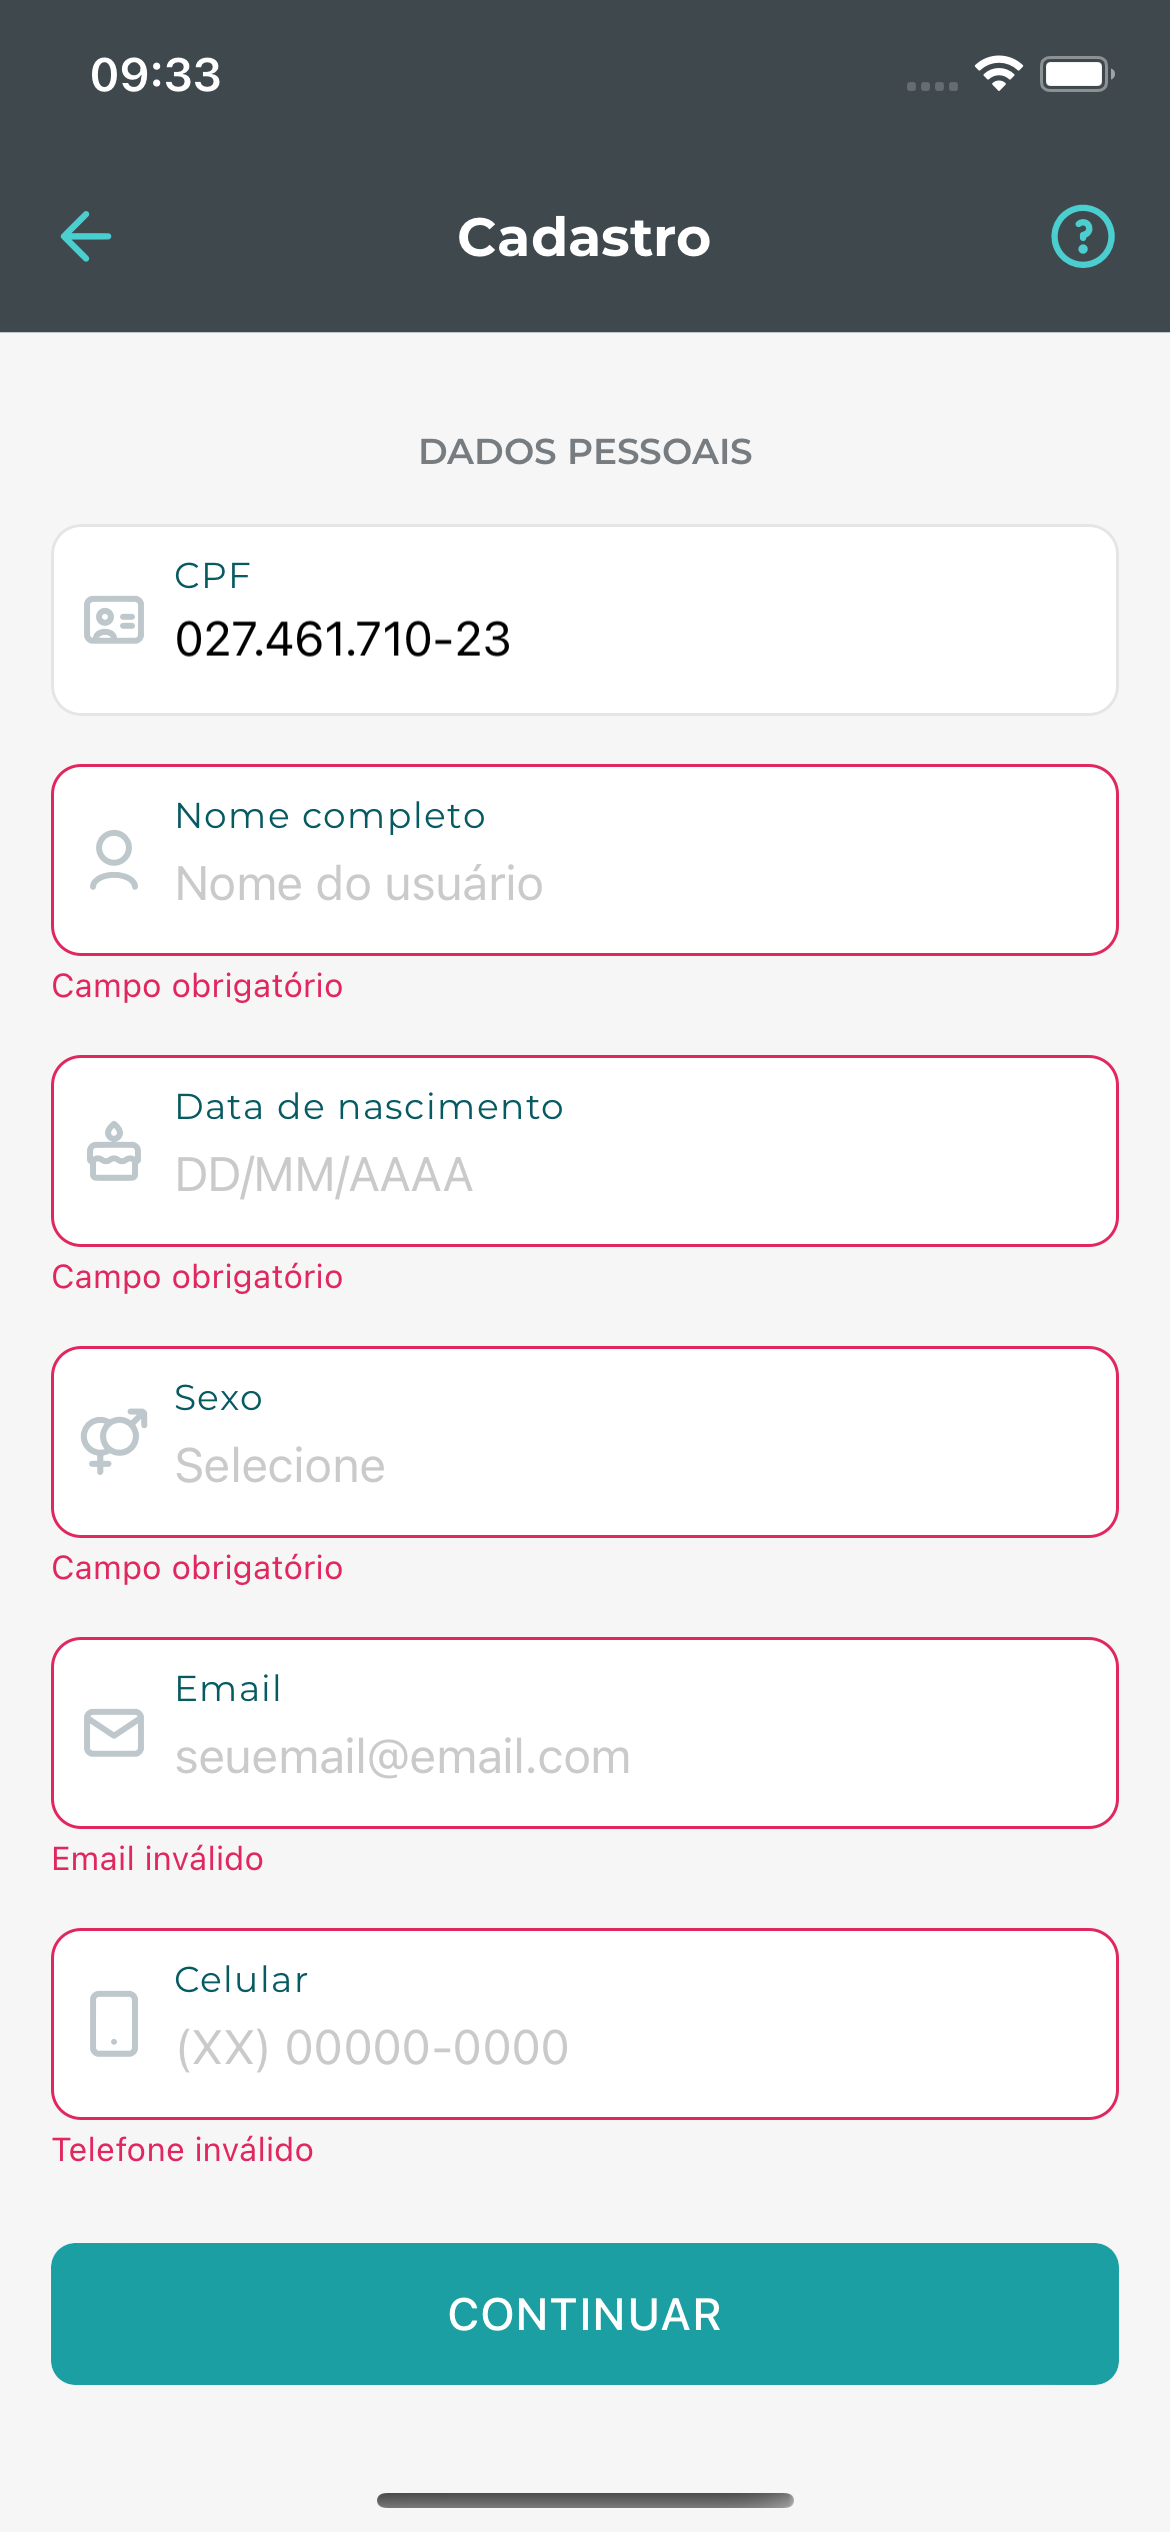 09:33
Cadastro
DADOS PESSOAIS
CPF
027.461.710-23
Nome completo
Nome do usuário
Campo obrigatório
Data de nascimento
DD/MM/AAAA
Campo obrigatório
Sexo
Selecione
Campo obrigatório
Email
seuemail@email.com
Email inválido
Celular
(XX) 00000-0000
Telefone inválido
CONTINUAR